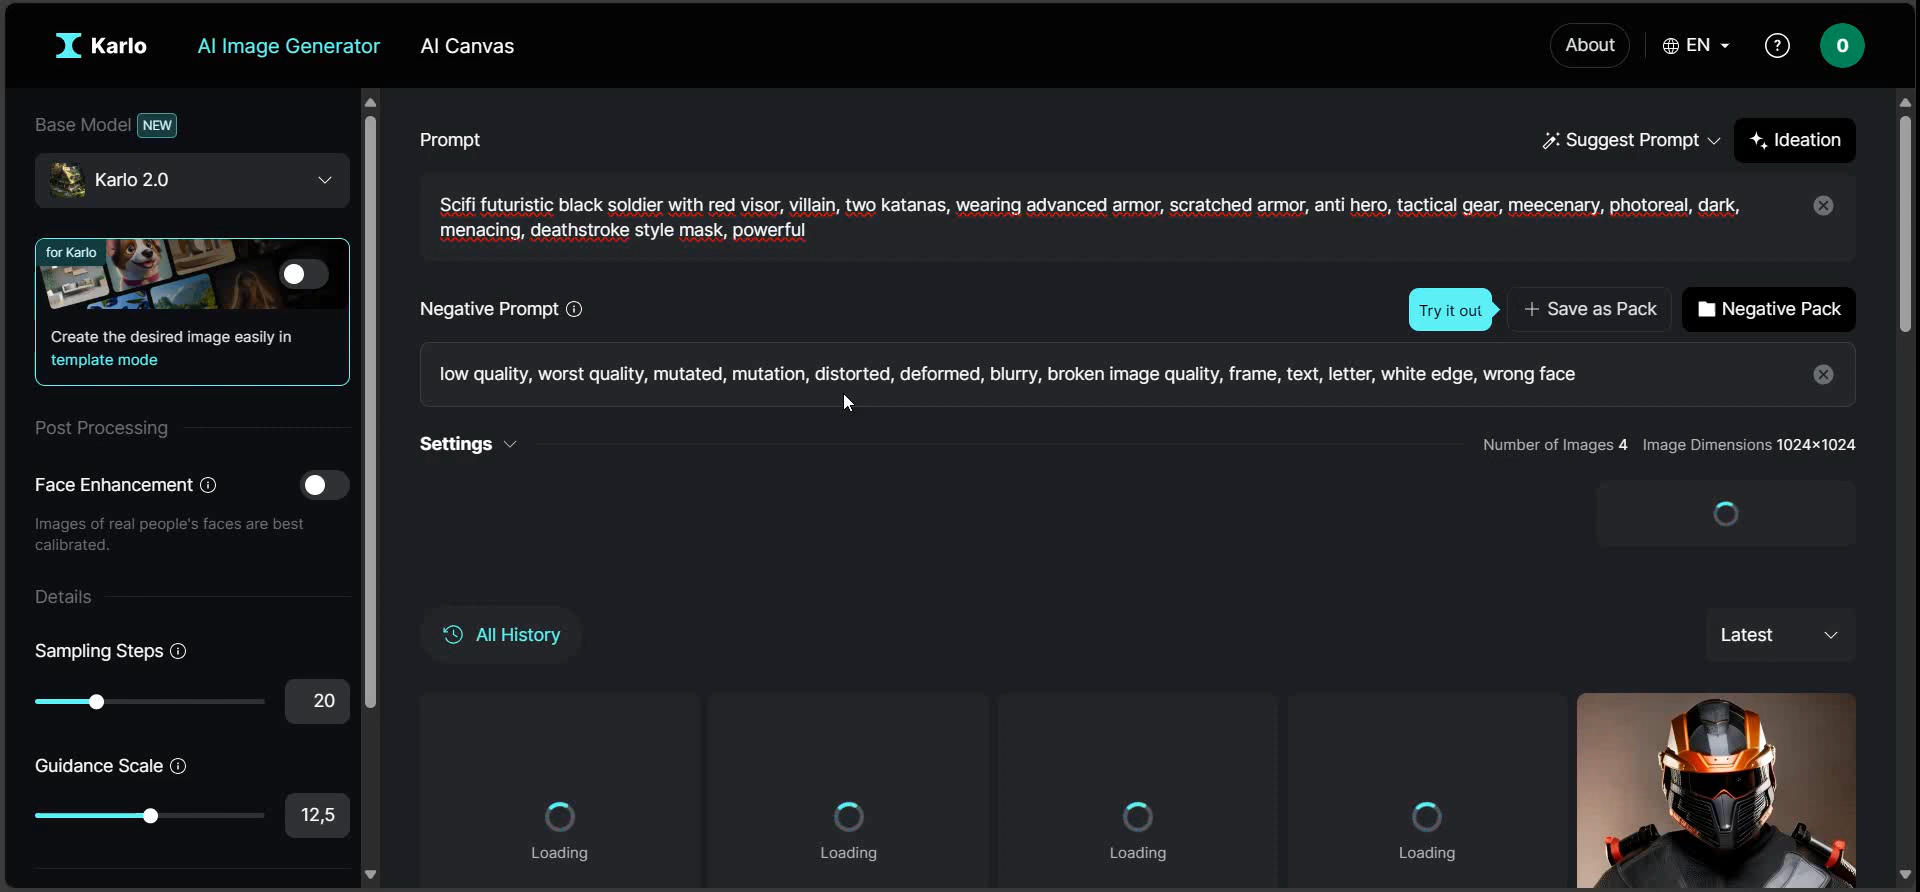 Karlo
AI Image Generator
AI Canvas
About
EN
?
0
Base Model NEW
Karlo 2.0
for Karlo
Create the desired image easily in
template mode
Post Processing
Face Enhancement
Images of real people's faces are best
calibrated.
Details
Sampling Steps
20
Guidance Scale
12,5
Prompt
Suggest Prompt
Ideation
Scifi futuristic black soldier with red visor, villain, two katanas, wearing advanced armor, scratched armor, anti hero, tactical gear, meecenary, photoreal, dark,
menacing, deathstroke style mask, powerful
Negative Prompt
Try it out
+ Save as Pack
Negative Pack
low quality, worst quality, mutated, mutation, distorted, deformed, blurry, broken image quality, frame, text, letter, white edge, wrong face
Settings
Number of Images 4 Image Dimensions 1024×1024
All History
Latest
Loading
Loading
Loading
Loading